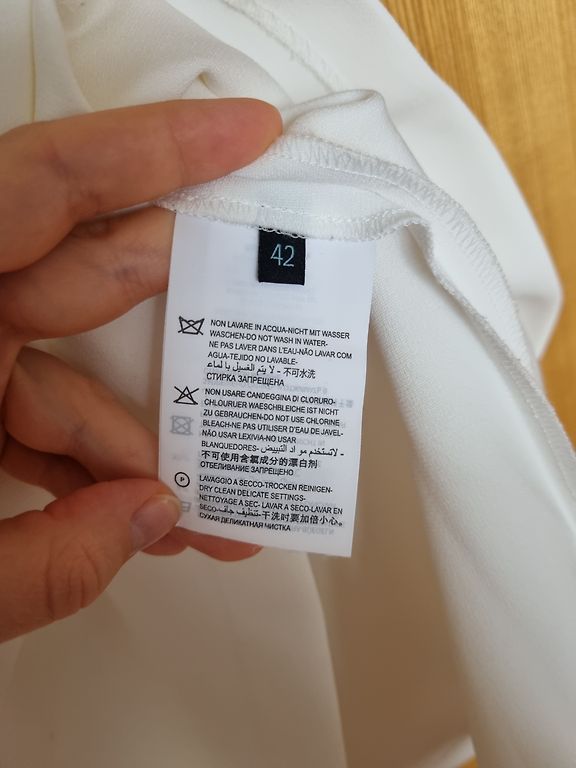 42
NON LAVARE IN ACQUA-NICHT MIT WASSER
WASCHEN-DO NOT WASH IN WATER-
NE PAS LAVER DANS L'EAU-NÃO LAVAR COM
AGUA-TEJIDO NO LAVABLE-
لا يتم الغسيل بالماء - 不可水洗
СТИРКА ЗАПРЕЩЕНА
NON USARE CANDEGGINA DI CLORURO-
CHLOURUER WAESCHBLEICHE IST NICHT
ZU GEBRAUCHEN-DO NOT USE CHLORINE
BLEACH-NE PAS UTILISER D'EAU DE JAVEL-
NÃO USAR LEXIVIA-NO USAR
BLANQUEDORES- لاتستخدم مواد التبييض -
不可使用含氯成分的漂白剂
ОТБЕЛИВАНИЕ ЗАПРЕЩЕНО
P
LAVAGGIO A SECCO-TROCKEN REINIGEN-
DRY CLEAN DELICATE SETTINGS-
NETTOYAGE A SEC- LAVAR A SECO-LAVAR EN
SECO-تنظيف جاف-干洗时要加倍小心。
СУХАЯ ДЕЛИКАТНАЯ ЧИСТКА